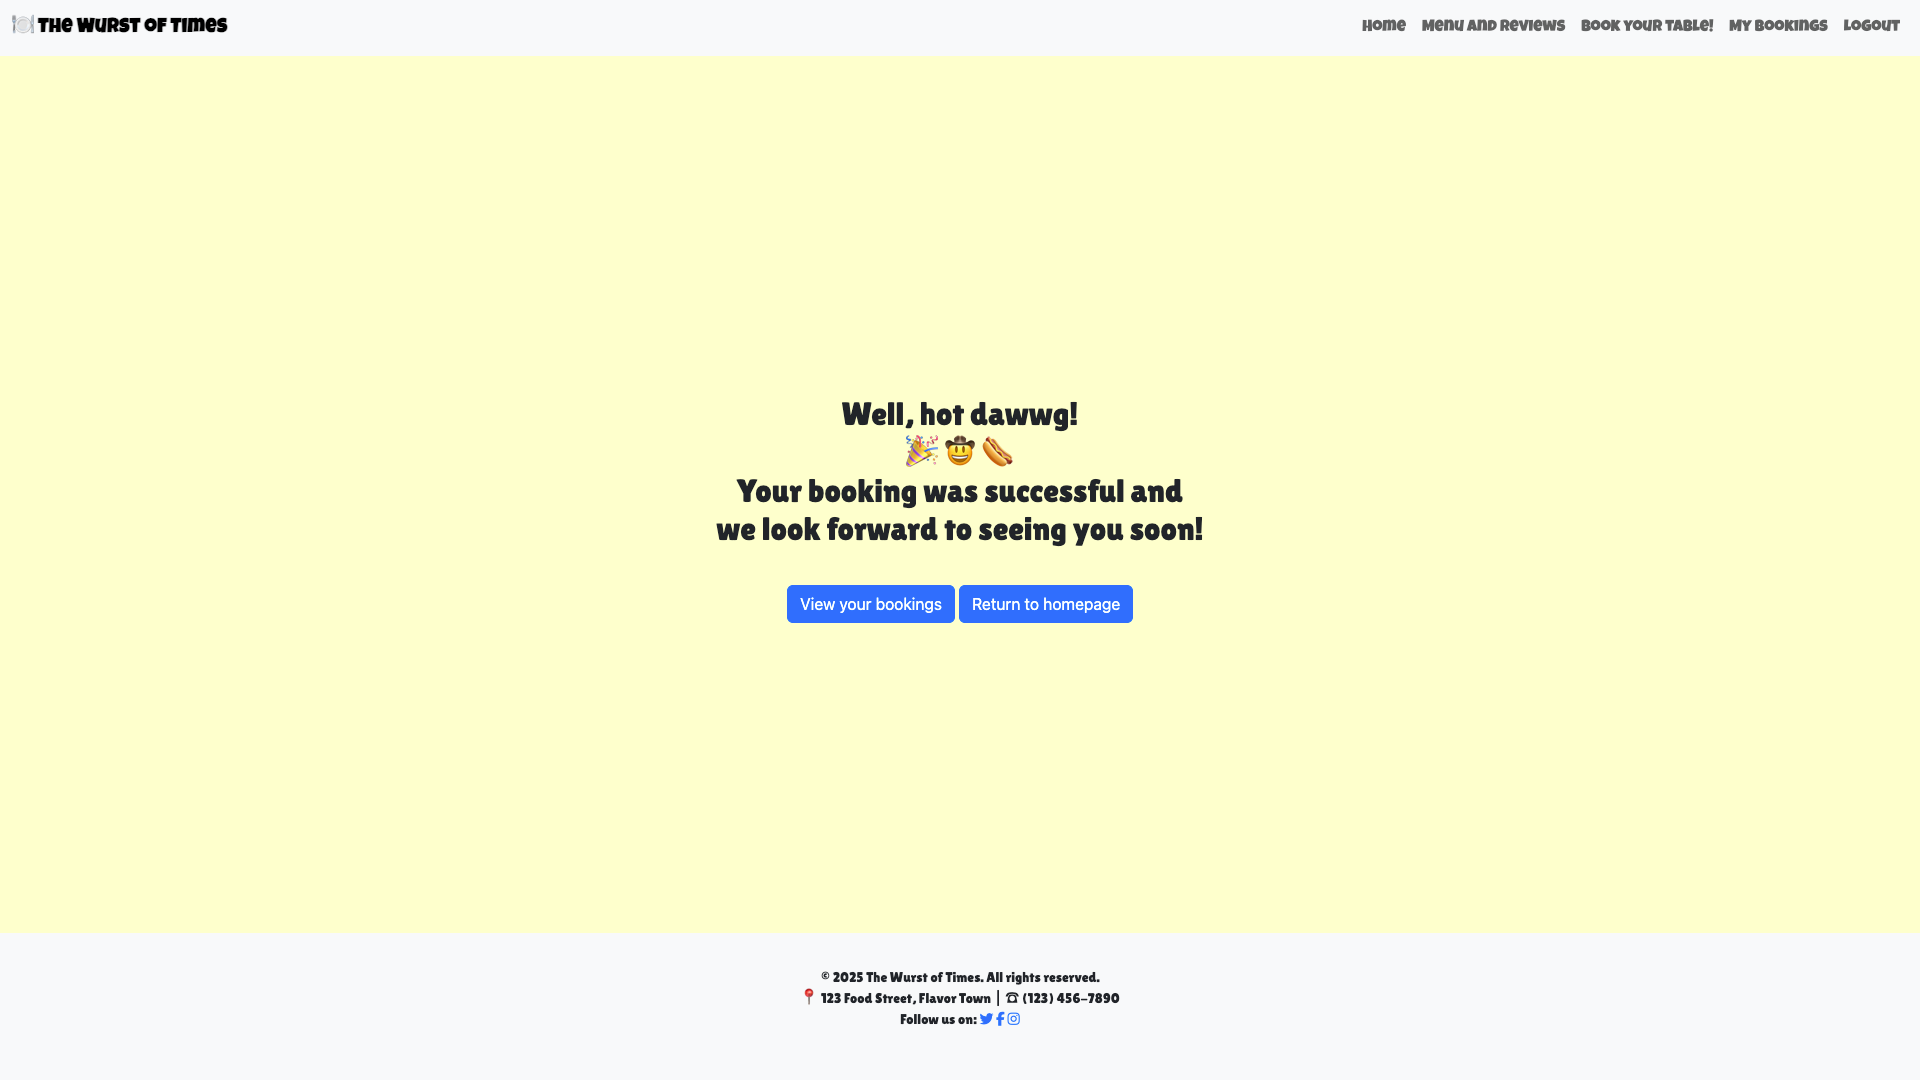 🍽️ The Wurst of Times
Home Menu and Reviews Book your table! My Bookings Logout
Well, hot dawwg!
🎉 🤠 🌭
Your booking was successful and
we look forward to seeing you soon!
View your bookings Return to homepage
© 2025 The Wurst of Times. All rights reserved.
📍 123 Food Street, Flavor Town | ☎ (123) 456-7890
Follow us on: